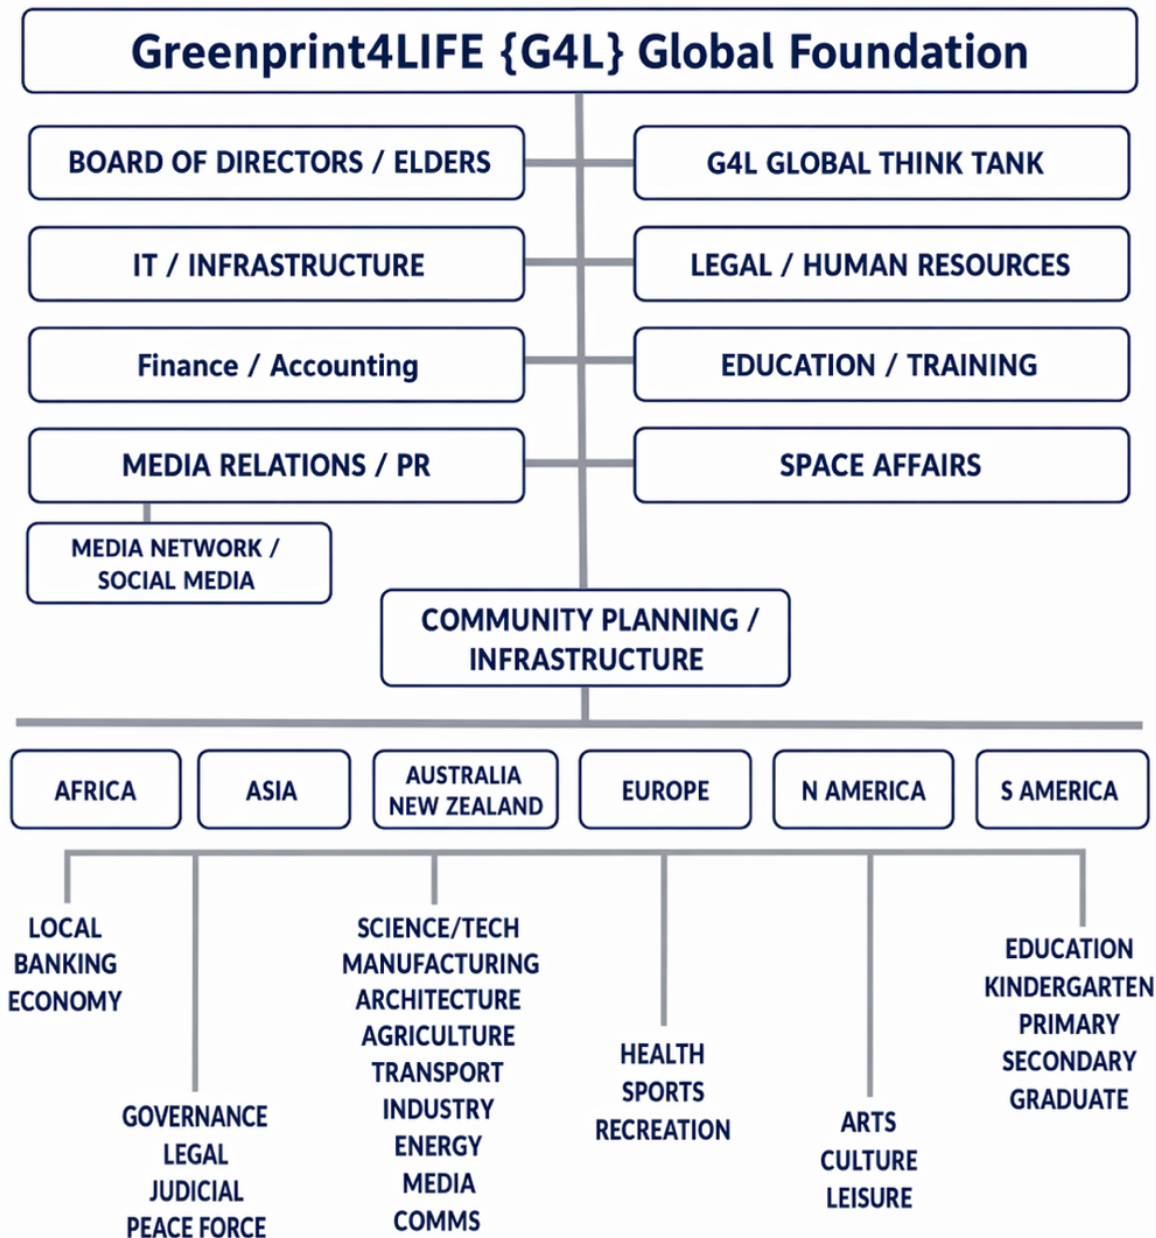 Greenprint4LIFE {G4L} Global Foundation
BOARD OF DIRECTORS / ELDERS
G4L GLOBAL THINK TANK
IT / INFRASTRUCTURE
LEGAL / HUMAN RESOURCES
Finance / Accounting
EDUCATION / TRAINING
MEDIA RELATIONS / PR
SPACE AFFAIRS
MEDIA NETWORK /
SOCIAL MEDIA
COMMUNITY PLANNING /
INFRASTRUCTURE
AFRICA
ASIA
AUSTRALIA
NEW ZEALAND
EUROPE
N AMERICA
S AMERICA
LOCAL
BANKING
ECONOMY
GOVERNANCE
LEGAL
JUDICIAL
PEACE FORCE
SCIENCE/TECH
MANUFACTURING
ARCHITECTURE
AGRICULTURE
TRANSPORT
INDUSTRY
ENERGY
MEDIA
COMMS
HEALTH
SPORTS
RECREATION
ARTS
CULTURE
LEISURE
EDUCATION
KINDERGARTEN
PRIMARY
SECONDARY
GRADUATE